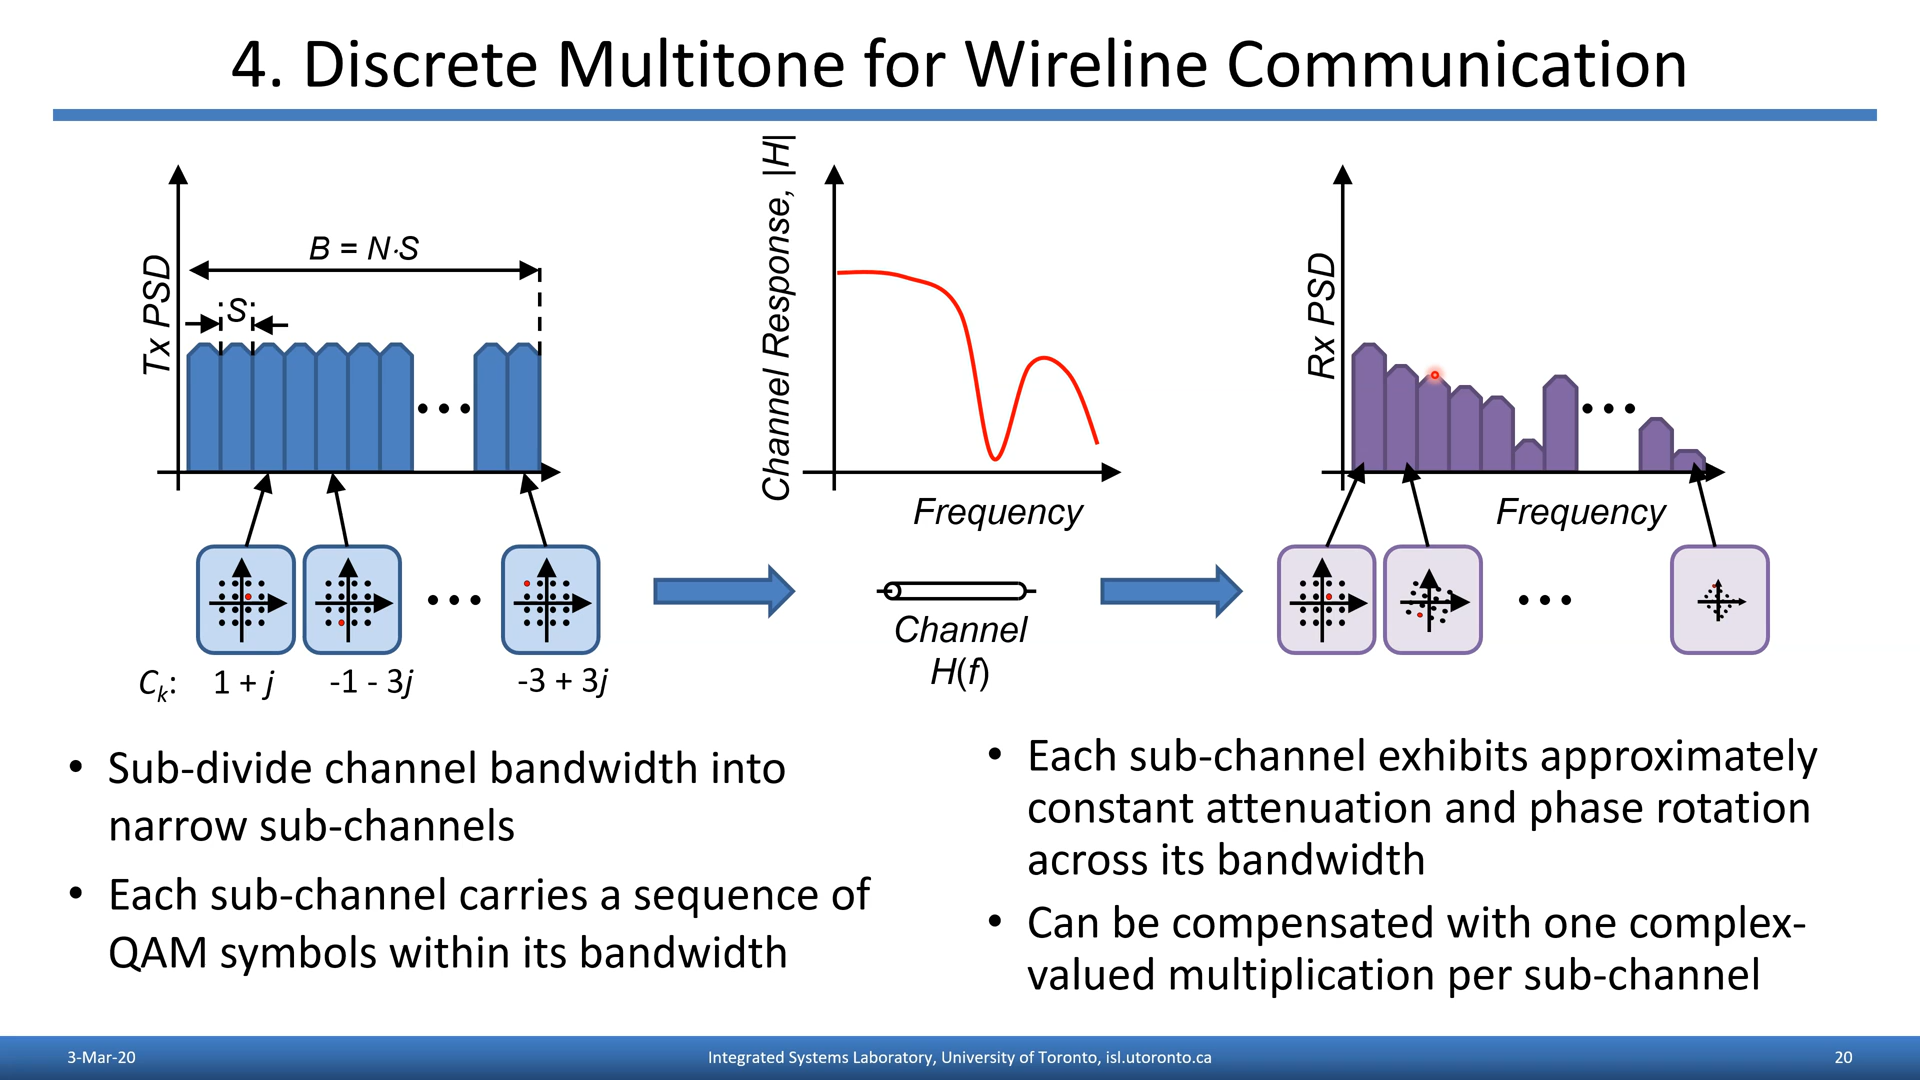 4. Discrete Multitone for Wireline Communication
Tx PSD
B = N·S
S
Channel Response, |H|
Frequency
Rx PSD
Frequency
Channel
H(f)
Cₖ: 1 + j -1 - 3j -3 + 3j
• Sub-divide channel bandwidth into
narrow sub-channels
• Each sub-channel carries a sequence of
QAM symbols within its bandwidth
• Each sub-channel exhibits approximately
constant attenuation and phase rotation
across its bandwidth
• Can be compensated with one complex-
valued multiplication per sub-channel
3-Mar-20
Integrated Systems Laboratory, University of Toronto, isl.utoronto.ca
20